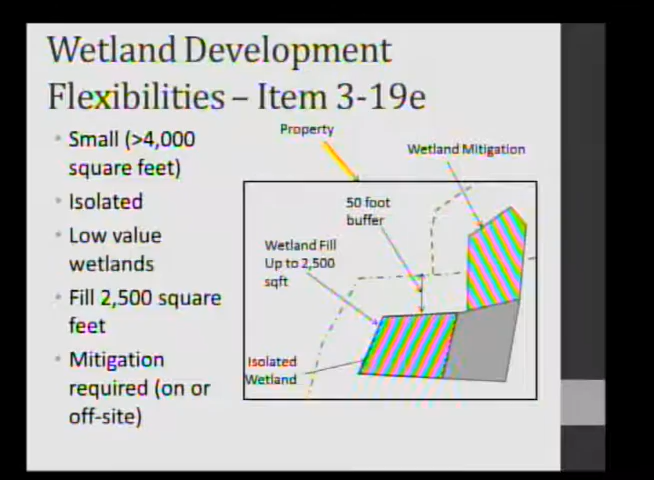 Wetland Development
Flexibilities – Item 3-19e
• Small (>4,000
square feet)
• Isolated
• Low value
wetlands
• Fill 2,500 square
feet
• Mitigation
required (on or
off-site)
Property
Wetland Mitigation
50 foot
buffer
Wetland Fill
Up to 2,500
sqft
Isolated
Wetland